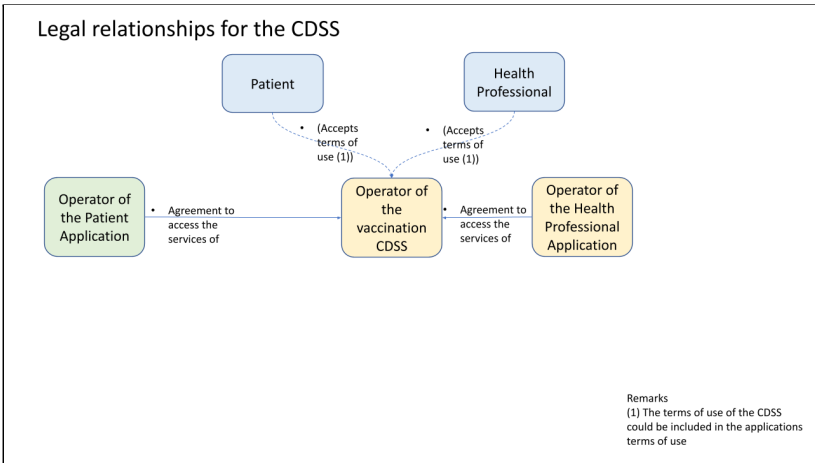 Legal relationships for the CDSS
Patient
Health
Professional
• (Accepts
terms of
use (1))
• (Accepts
terms of
use (1))
Operator of
the Patient
Application
• Agreement to
access the
services of
Operator of
the
vaccination
CDSS
• Agreement to
access the
services of
Operator of
the Health
Professional
Application
Remarks
(1) The terms of use of the CDSS
could be included in the applications
terms of use